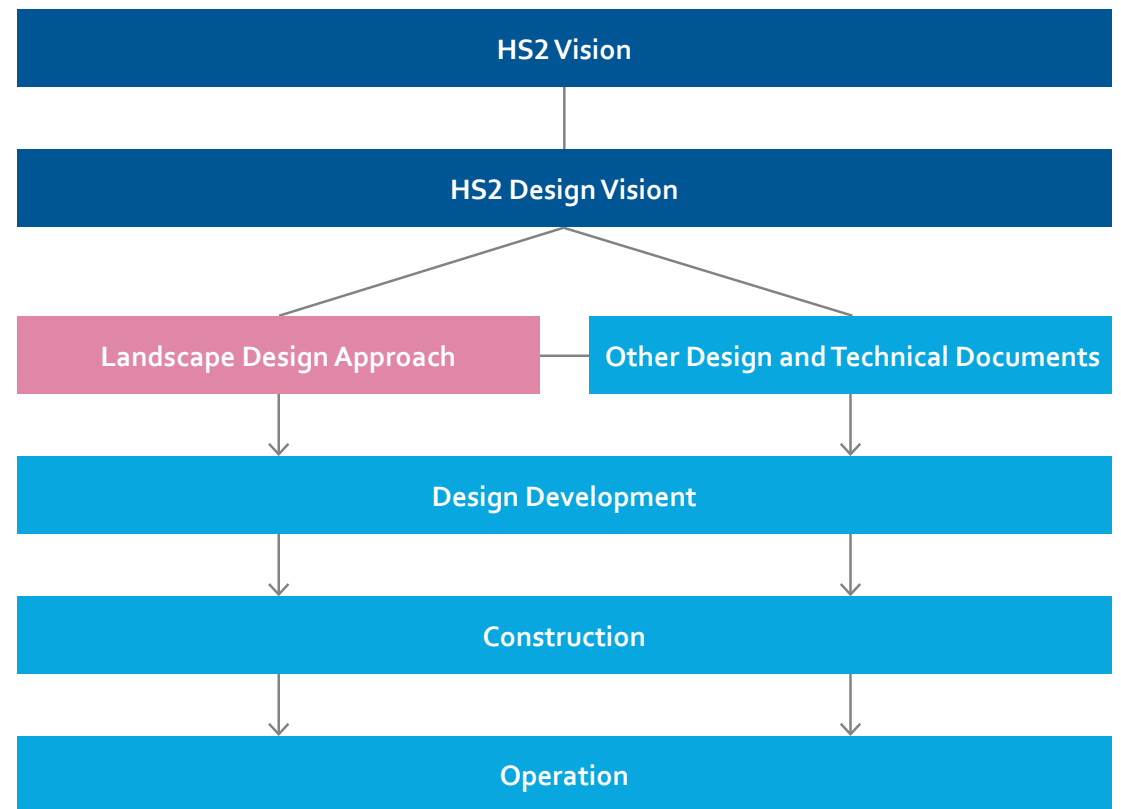 HS2 Vision
HS2 Design Vision
Landscape Design Approach
Other Design and Technical Documents
Design Development
Construction
Operation